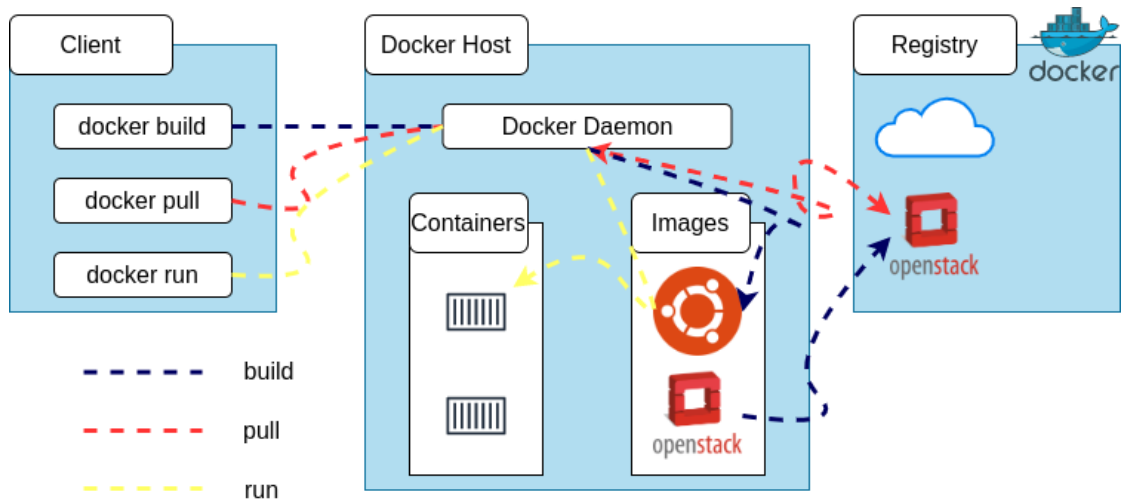 Client
docker build
docker pull
docker run
build
pull
run
Docker Host
Docker Daemon
Containers
Images
openstack
Registry
docker
openstack